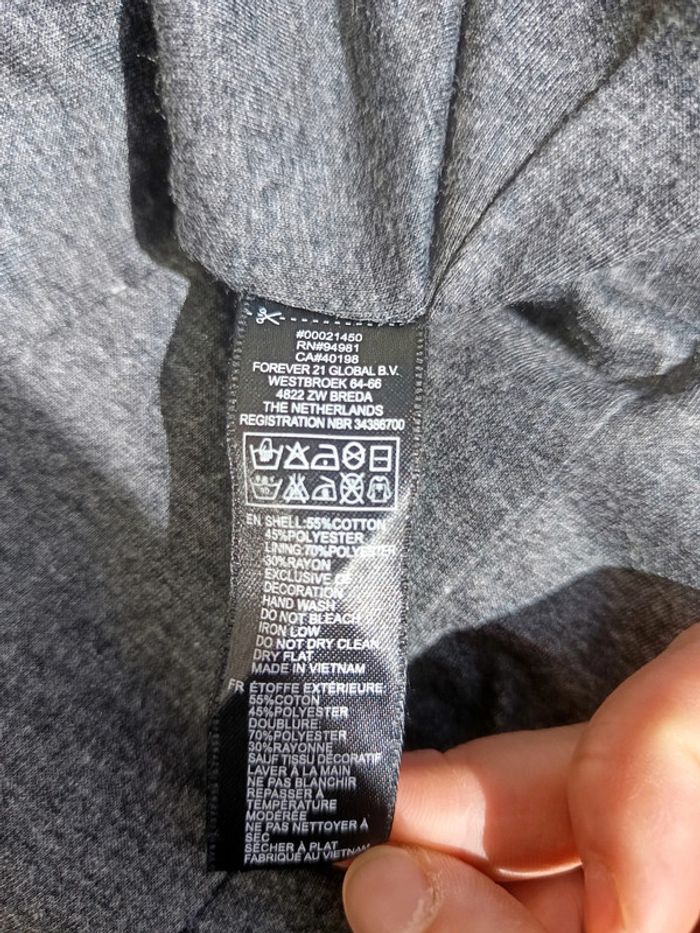 #00021450
RN#94981
CA#40198
FOREVER 21 GLOBAL B.V.
WESTBROEK 64-66
4822 ZW BREDA
THE NETHERLANDS
REGISTRATION NBR 34386700
EN SHELL:55%COTTON
45%POLYESTER
LINING:70%POLYESTER
30%RAYON
EXCLUSIVE OF
DECORATION
HAND WASH
DO NOT BLEACH
IRON LOW
DO NOT DRY CLEAN
DRY FLAT
MADE IN VIETNAM
FR ÉTOFFE EXTÉRIEURE:
55%COTON
45%POLYESTER
DOUBLURE:
70%POLYESTER
30%RAYONNE
SAUF TISSU DÉCORATIF
LAVER À LA MAIN
NE PAS BLANCHIR
REPASSER À
TEMPÉRATURE
MODÉRÉE
NE PAS NETTOYER À
SEC
SÉCHER À PLAT
FABRIQUÉ AU VIETNAM